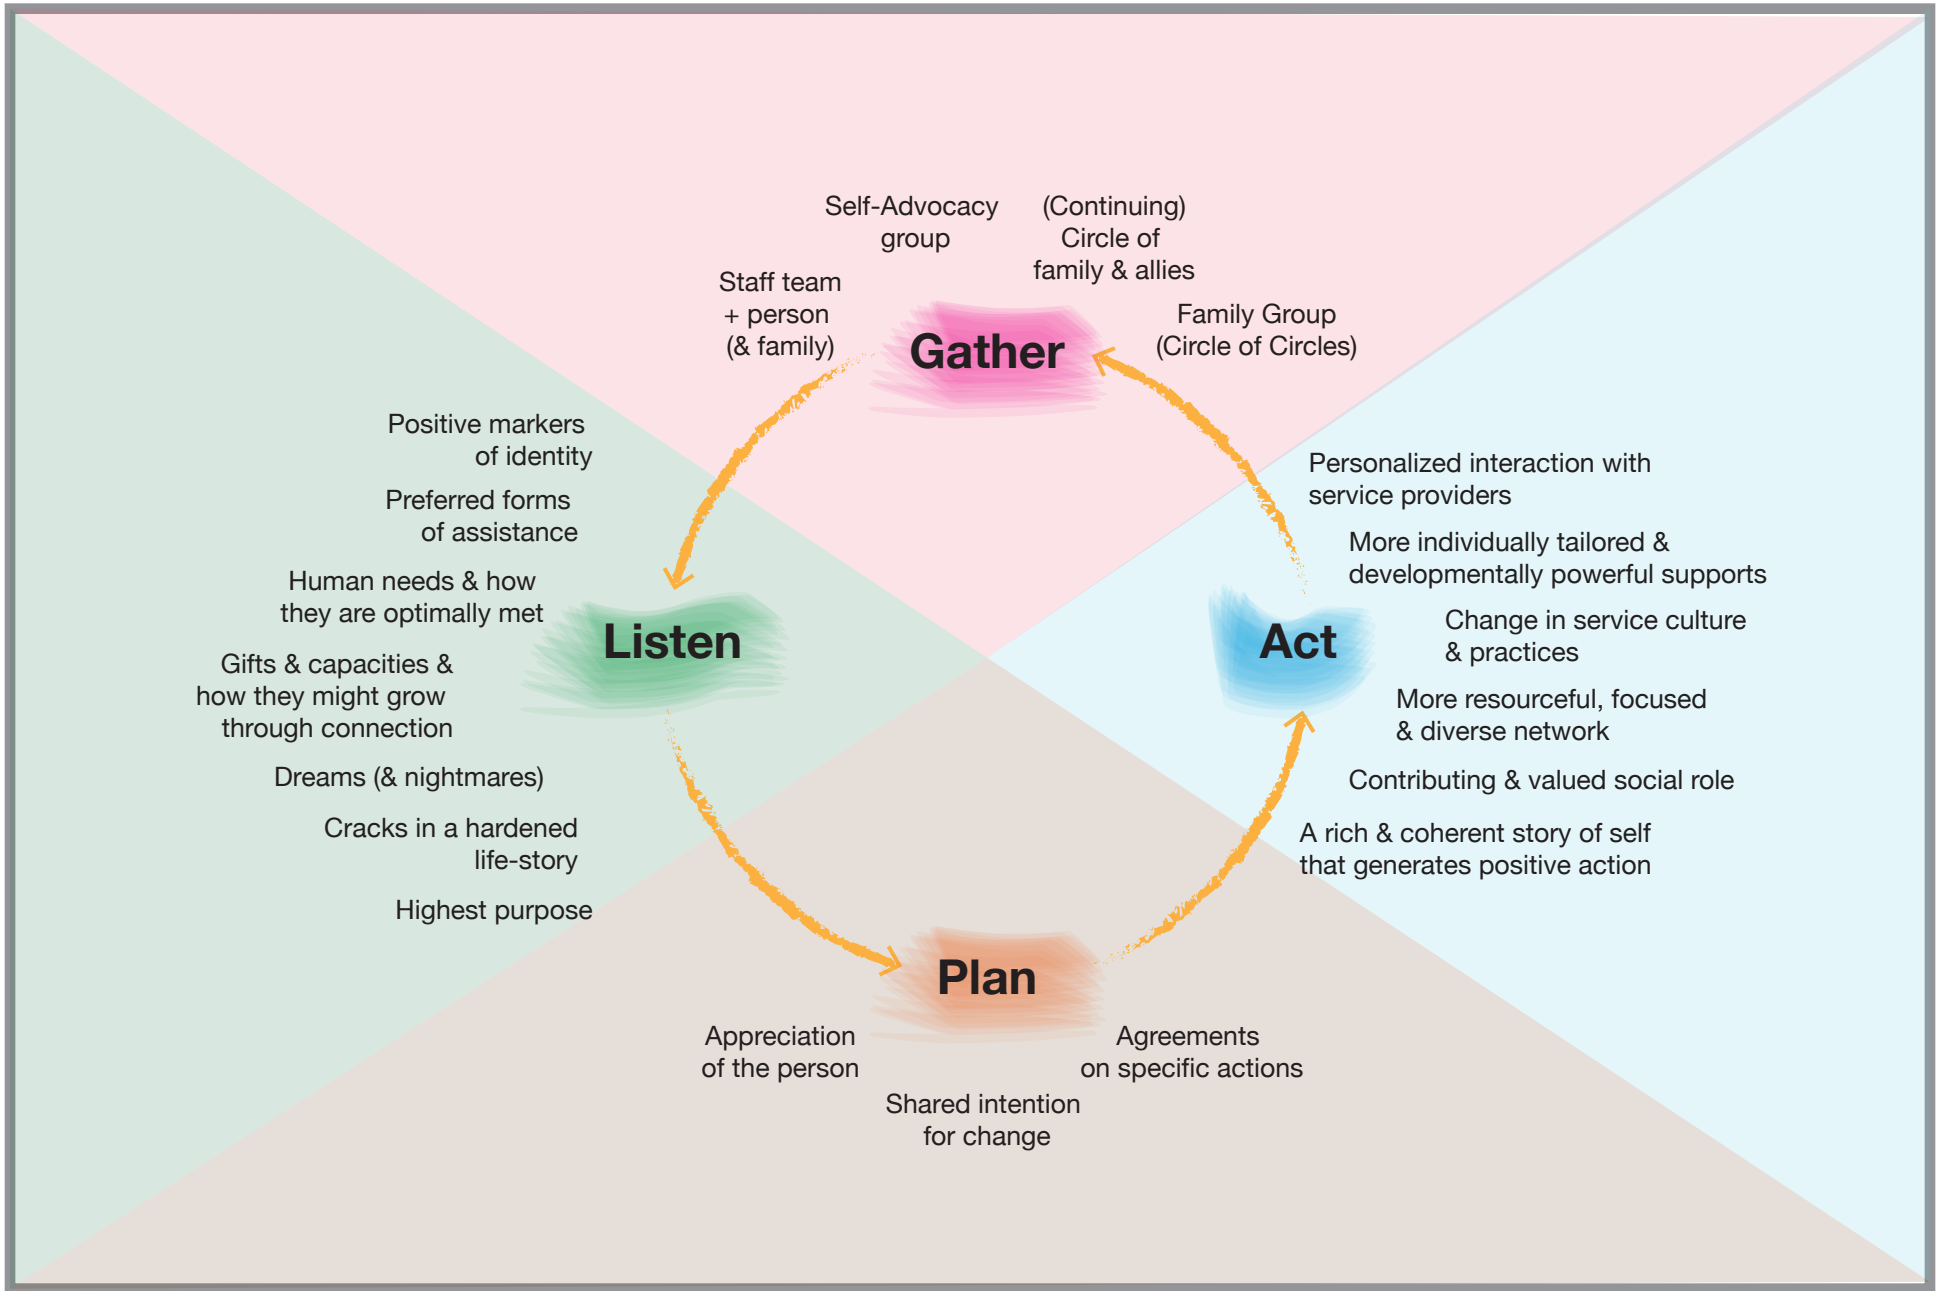 Self-Advocacy
group
(Continuing)
Circle of
family & allies
Staff team
+ person
(& family)
Family Group
(Circle of Circles)
Gather
Positive markers
of identity
Preferred forms
of assistance
Human needs & how
they are optimally met
Gifts & capacities &
how they might grow
through connection
Dreams (& nightmares)
Cracks in a hardened
life-story
Highest purpose
Listen
Plan
Appreciation
of the person
Shared intention
for change
Agreements
on specific actions
Act
Personalized interaction with
service providers
More individually tailored &
developmentally powerful supports
Change in service culture
& practices
More resourceful, focused
& diverse network
Contributing & valued social role
A rich & coherent story of self
that generates positive action